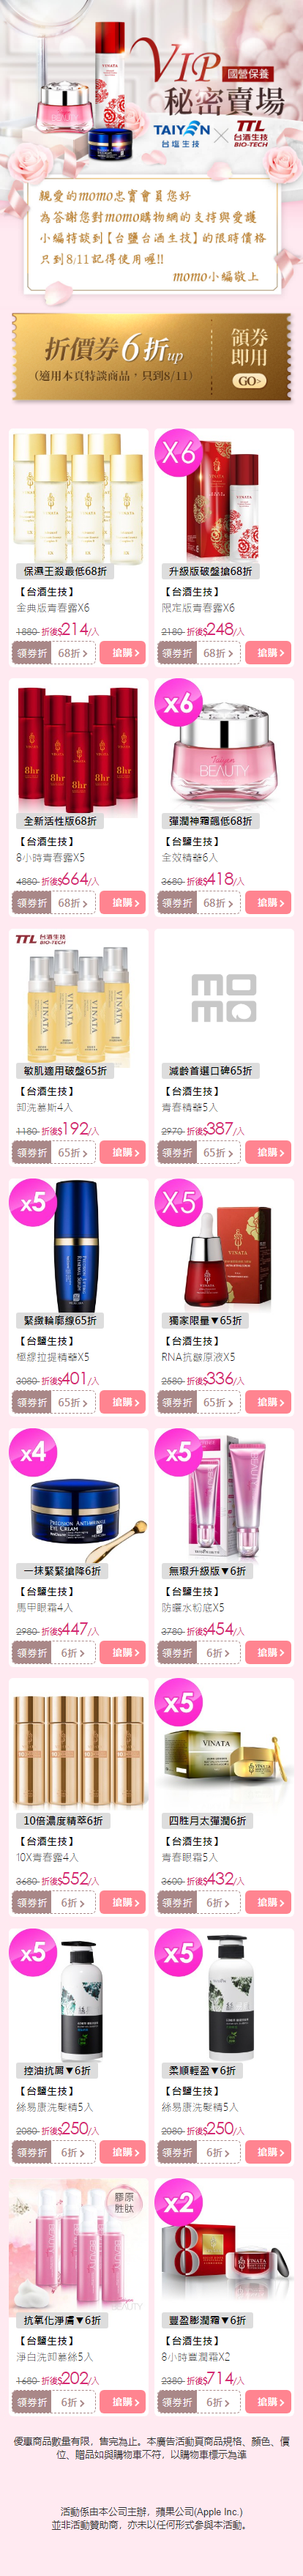 VIP
國營保養
秘密賣場
TAIYEN
台塩生技
TTL
台酒生技
BIO-TECH
親愛的momo忠實會員您好
為答謝您對momo購物網的支持與愛護
小編特談到【台鹽台酒生技】的限時價格
只到8/11記得使用喔!!
momo小編敬上
折價券6折up
(適用本頁特談商品，只到8/11)
領券
即用
GO>
保濕王殺最低68折
【台酒生技】
金典版青春露X6
1880 折後$214/入
領券折 68折>
搶購>
X6
升級版破盤搶68折
【台酒生技】
限定版青春露X6
2180 折後$248/入
領券折 68折>
搶購>
8hr
全新活性版68折
【台酒生技】
8小時青春露X5
4880 折後$664/入
領券折 68折>
搶購>
x6
Taiyen
BEAUTY
彈潤神霜飆低68折
【台鹽生技】
全效精華6入
3680 折後$418/入
領券折 68折>
搶購>
TTL 台酒生技
BIO-TECH
VINATA
敏肌適用破盤65折
【台酒生技】
卸洗慕斯4入
1180 折後$192/入
領券折 65折>
搶購>
momo
減齡首選口碑65折
【台酒生技】
青春精華5入
2970 折後$387/入
領券折 65折>
搶購>
x5
緊緻輪廓線65折
【台鹽生技】
極緻拉提精華X5
3080 折後$401/入
領券折 65折>
搶購>
X5
VINATA
獨家限量▼65折
【台酒生技】
RNA抗皺原液X5
2580 折後$336/入
領券折 65折>
搶購>
x4
PRECISION ANTIWRINKLE
EYE CREAM
一抹緊緊搶降6折
【台鹽生技】
馬甲眼霜4入
2980 折後$447/入
領券折 6折>
搶購>
x5
無瑕升級版▼6折
【台鹽生技】
防曬水粉底X5
3780 折後$454/入
領券折 6折>
搶購>
10倍濃度精萃6折
【台酒生技】
10X青春露4入
3680 折後$552/入
領券折 6折>
搶購>
x5
VINATA
四胜月太彈潤6折
【台酒生技】
青春眼霜5入
3600 折後$432/入
領券折 6折>
搶購>
x5
控油抗屑▼6折
【台鹽生技】
絲易康洗髮精5入
2080 折後$250/入
領券折 6折>
搶購>
x5
柔順輕盈▼6折
【台鹽生技】
絲易康洗髮精5入
2080 折後$250/入
領券折 6折>
搶購>
膠原
胜肽
BEAUTY
抗氧化淨膚▼6折
【台鹽生技】
淨白洗卸慕絲5入
1680 折後$202/入
領券折 6折>
搶購>
x2
VINATA
豐盈膨潤霜▼6折
【台酒生技】
8小時豐潤霜X2
2380 折後$714/入
領券折 6折>
搶購>
優惠商品數量有限，售完為止。本廣告活動頁商品規格、顏色、價
位、贈品如與購物車不符，以購物車標示為準
活動係由本公司主辦，蘋果公司(Apple Inc.)
並非活動贊助商，亦未以任何形式參與本活動。